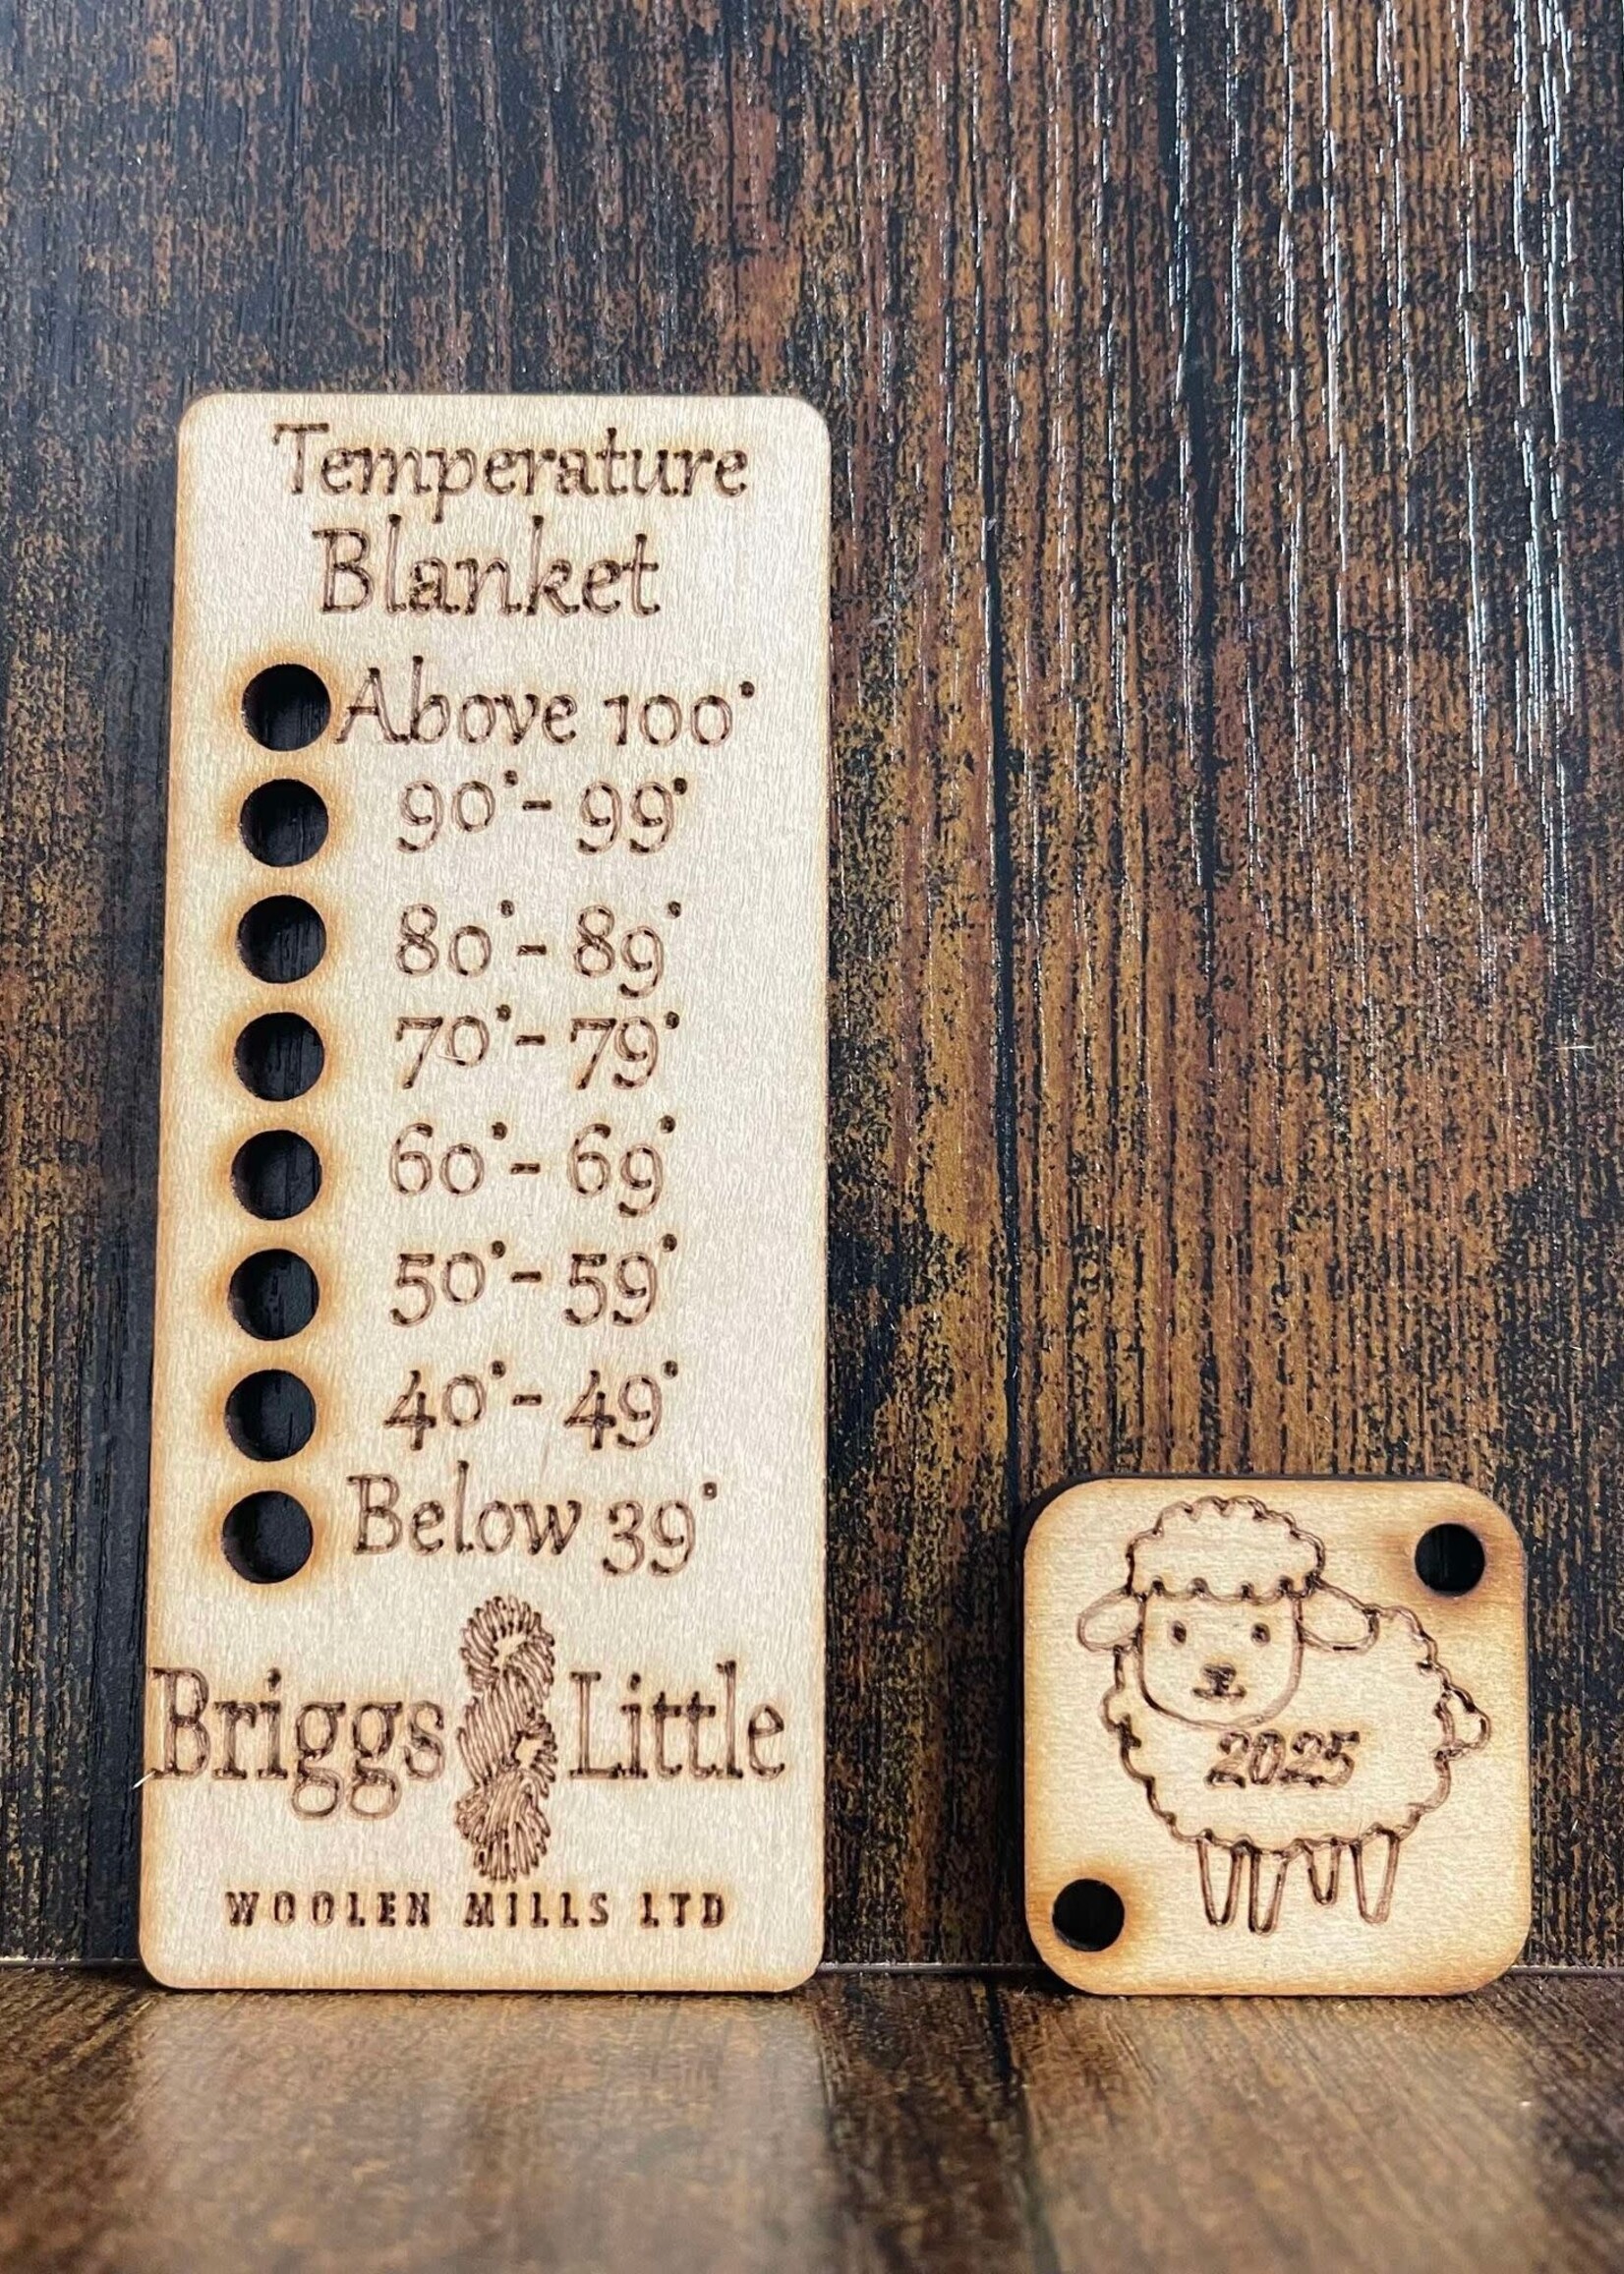 Temperature
Blanket
Above 100°
90° - 99°
80° - 89°
70° - 79°
60° - 69°
50° - 59°
40° - 49°
Below 39°
Briggs Little
WOOLEN MILLS LTD
2025